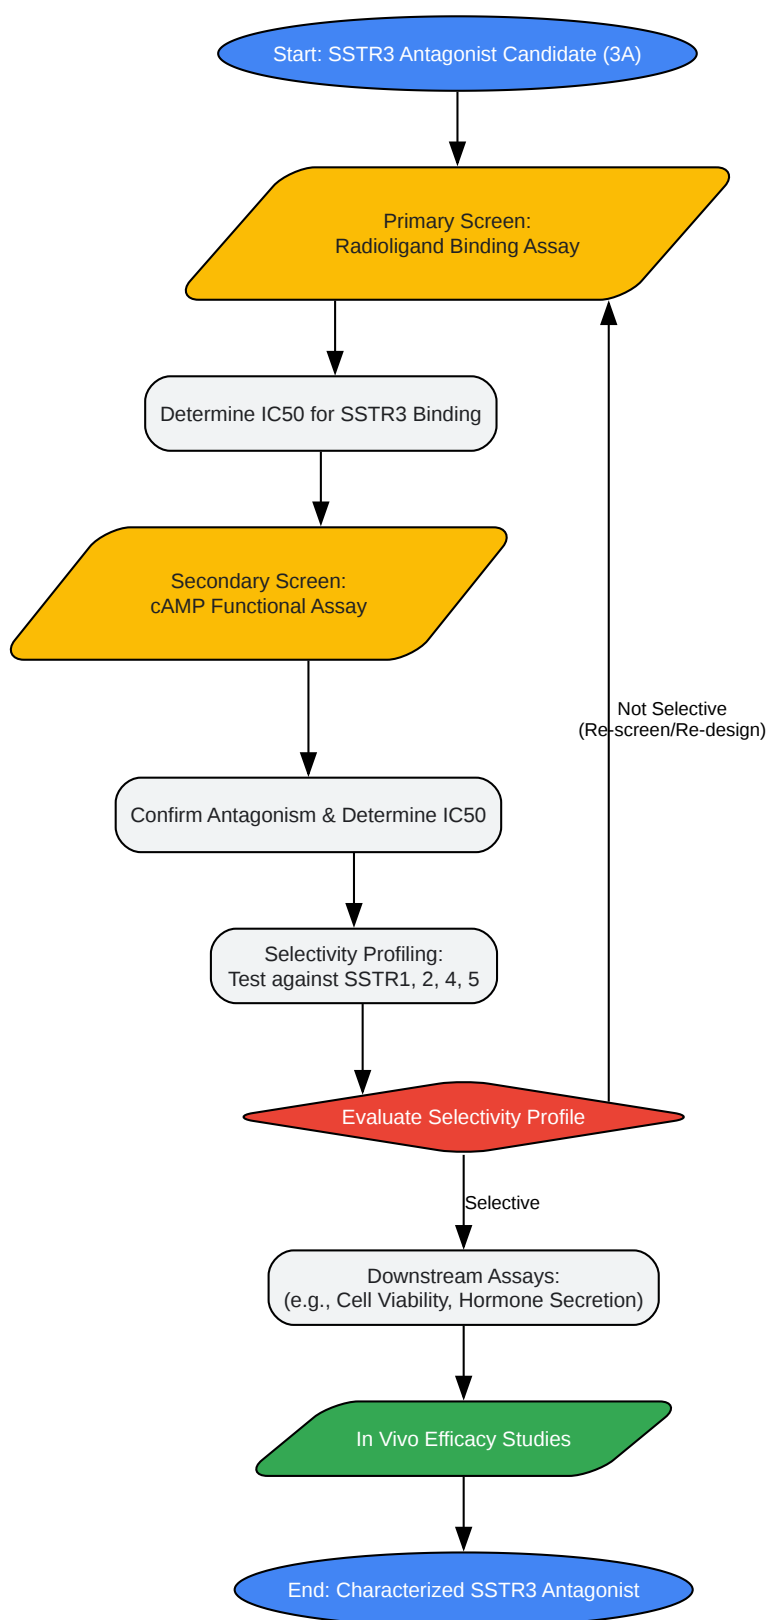 Start: SSTR3 Antagonist Candidate (3A)
Primary Screen:
Radioligand Binding Assay
Determine IC50 for SSTR3 Binding
Secondary Screen:
cAMP Functional Assay
Not Selective
(Re-screen/Re-design)
Confirm Antagonism & Determine IC50
Selectivity Profiling:
Test against SSTR1, 2, 4, 5
Evaluate Selectivity Profile
Selective
Downstream Assays:
(e.g., Cell Viability, Hormone Secretion)
In Vivo Efficacy Studies
End: Characterized SSTR3 Antagonist